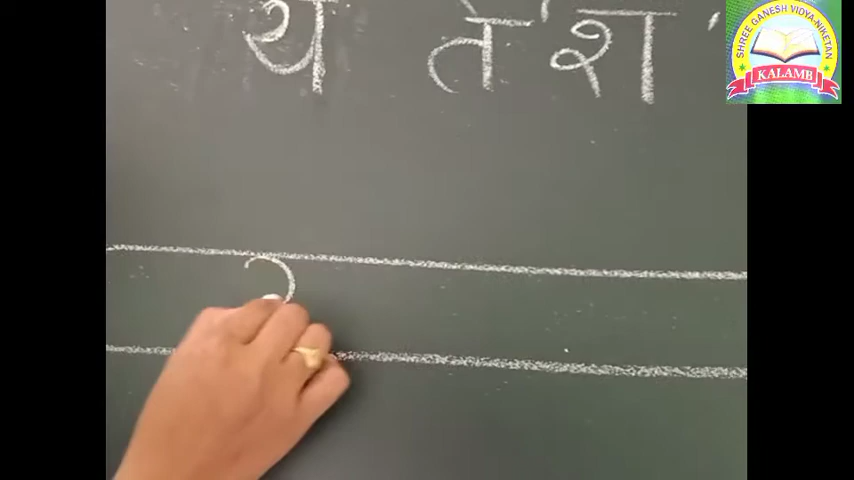 SHREE GANESH VIDYA-NIKETAN
KALAMB
य त श